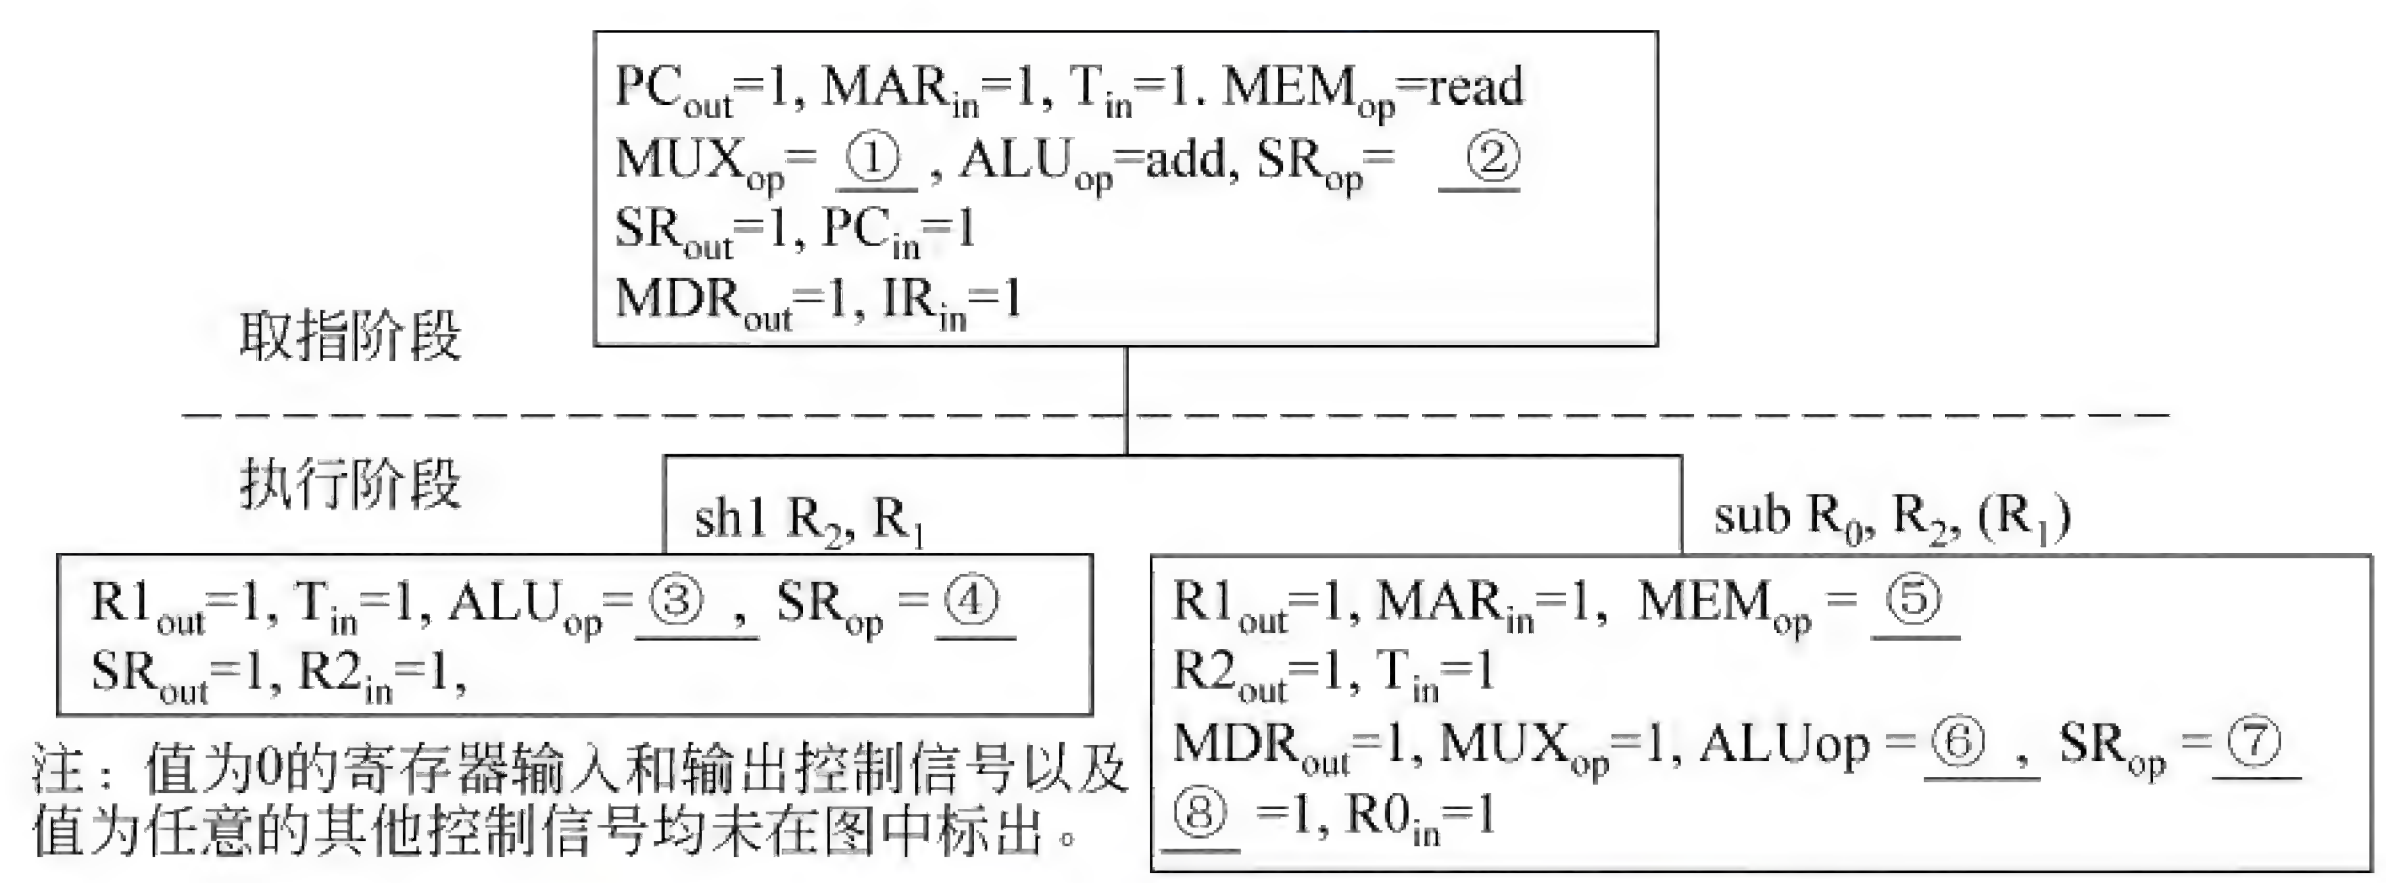 PCout=1, MARin=1, Tin=1. MEMop=read
MUXop= ① , ALUop=add, SRop= ②
SRout=1, PCin=1
MDRout=1, IRin=1
取指阶段
执行阶段
sh1 R2, R1
sub R0, R2, (R1)
R1out=1, Tin=1, ALUop= ③ , SRop = ④
SRout=1, R2in=1,
R1out=1, MARin=1, MEMop = ⑤
R2out=1, Tin=1
MDRout=1, MUXop=1, ALUop = ⑥ , SRop = ⑦
⑧ =1, R0in=1
注：值为0的寄存器输入和输出控制信号以及
值为任意的其他控制信号均未在图中标出。